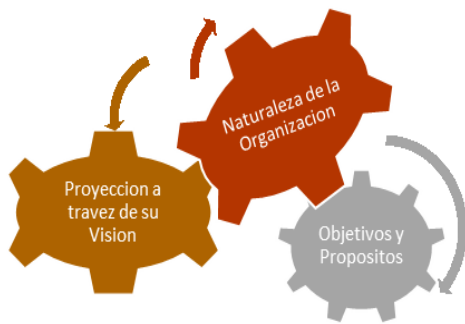 Naturaleza de la
Organizacion
Proyeccion a
travez de su
Vision
Objetivos y
Propositos